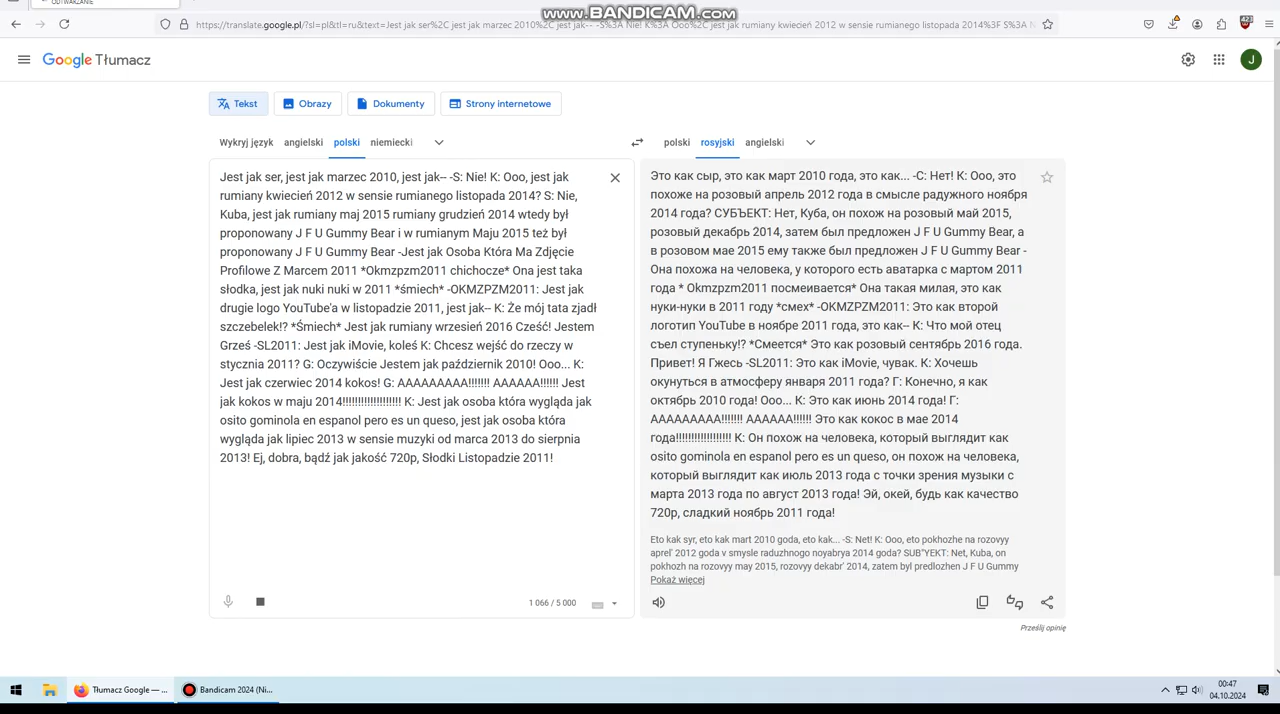 ODTWARZANIE
www.BANDICAM.com
https://translate.google.pl/?sl=pl&tl=ru&text=Jest jak ser%2C jest jak marzec 2010%2C jest jak-- -S%3A Nie! K%3A Ooo%2C jest jak rumiany kwiecień 2012 w sensie rumianego listopada 2014%3F S%3A N
423
Google Tłumacz
J
Tekst
Obrazy
Dokumenty
Strony internetowe
Wykryj język angielski polski niemiecki
polski rosyjski angielski
Jest jak ser, jest jak marzec 2010, jest jak-- -S: Nie! K: Ooo, jest jak
rumiany kwiecień 2012 w sensie rumianego listopada 2014? S: Nie,
Kuba, jest jak rumiany maj 2015 rumiany grudzień 2014 wtedy był
proponowany J F U Gummy Bear i w rumianym Maju 2015 też był
proponowany J F U Gummy Bear -Jest jak Osoba Która Ma Zdjęcie
Profilowe Z Marcem 2011 *Okmzpzm2011 chichocze* Ona jest taka
słodka, jest jak nuki nuki w 2011 *śmiech* -OKMZPZM2011: Jest jak
drugie logo YouTube'a w listopadzie 2011, jest jak-- K: Że mój tata zjadł
szczebelek!? *Śmiech* Jest jak rumiany wrzesień 2016 Cześć! Jestem
Grześ -SL2011: Jest jak iMovie, koleś K: Chcesz wejść do rzeczy w
stycznia 2011? G: Oczywiście Jestem jak październik 2010! Ooo... K:
Jest jak czerwiec 2014 kokos! G: AAAAAAAAA!!!!!!! AAAAAA!!!!!! Jest
jak kokos w maju 2014!!!!!!!!!!!!!!!!!!! K: Jest jak osoba która wygląda jak
osito gominola en espanol pero es un queso, jest jak osoba która
wygląda jak lipiec 2013 w sensie muzyki od marca 2013 do sierpnia
2013! Ej, dobra, bądź jak jakość 720p, Słodki Listopadzie 2011!
1 066 / 5 000
Это как сыр, это как март 2010 года, это как... -С: Нет! К: Ооо, это
похоже на розовый апрель 2012 года в смысле радужного ноября
2014 года? СУБЪЕКТ: Нет, Куба, он похож на розовый май 2015,
розовый декабрь 2014, затем был предложен J F U Gummy Bear, а
в розовом мае 2015 ему также был предложен J F U Gummy Bear -
Она похожа на человека, у которого есть аватарка с мартом 2011
года * Okmzpzm2011 посмеивается* Она такая милая, это как
нуки-нуки в 2011 году *смех* -OKMZPZM2011: Это как второй
логотип YouTube в ноябре 2011 года, это как-- К: Что мой отец
съел ступеньку!? *Смеется* Это как розовый сентябрь 2016 года.
Привет! Я Гжесь -SL2011: Это как iMovie, чувак. К: Хочешь
окунуться в атмосферу января 2011 года? Г: Конечно, я как
октябрь 2010 года! Ооо... К: Это как июнь 2014 года! Г:
ААААААААА!!!!!!! АААААА!!!!!! Это как кокос в мае 2014
года!!!!!!!!!!!!!!!!!!! К: Он похож на человека, который выглядит как
osito gominola en espanol pero es un queso, он похож на человека,
который выглядит как июль 2013 года с точки зрения музыки с
марта 2013 года по август 2013 года! Эй, окей, будь как качество
720p, сладкий ноябрь 2011 года!
Eto kak syr, eto kak mart 2010 goda, eto kak... -S: Net! K: Ooo, eto pokhozhe na rozovyy
aprel' 2012 goda v smysle raduzhnogo noyabrya 2014 goda? SUB"YEKT: Net, Kuba, on
pokhozh na rozovyy may 2015, rozovyy dekabr' 2014, zatem byl predlozhen J F U Gummy
Pokaż więcej
Prześlij opinię
Tłumacz Google — ...
Bandicam 2024 (Ni...
00:47
04.10.2024